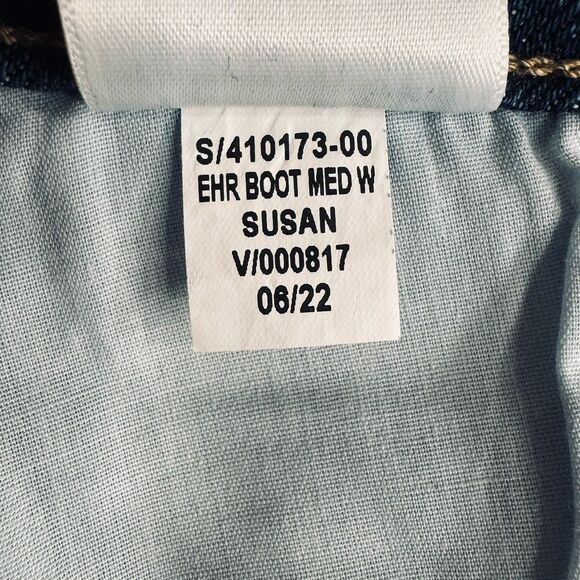 S/410173-00
EHR BOOT MED W
SUSAN
V/000817
06/22